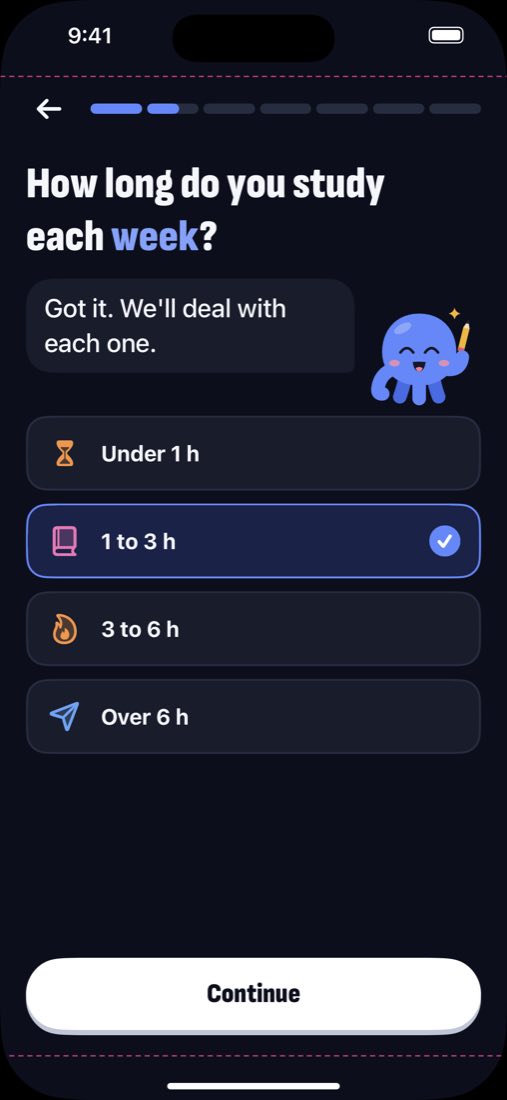 9:41
How long do you study
each week?
Got it. We'll deal with
each one.
Under 1 h
1 to 3 h
3 to 6 h
Over 6 h
Continue